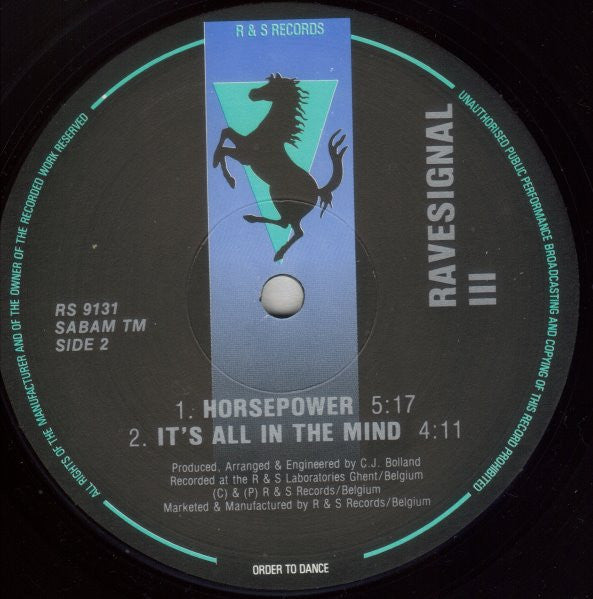 R & S RECORDS
RAVESIGNAL
III
RS 9131
SABAM TM
SIDE 2
1. HORSEPOWER 5:17
2. IT'S ALL IN THE MIND 4:11
Produced, Arranged & Engineered by C.J. Bolland
Recorded at the R & S Laboratories Ghent/Belgium
(C) & (P) R & S Records/Belgium
Marketed & Manufactured by R & S Records/Belgium
ORDER TO DANCE
ALL RIGHTS OF THE MANUFACTURER AND OF THE OWNER OF THE RECORDED WORK RESERVED
UNAUTHORISED PUBLIC PERFORMANCE BROADCASTING AND COPYING OF THIS RECORD PROHIBITED